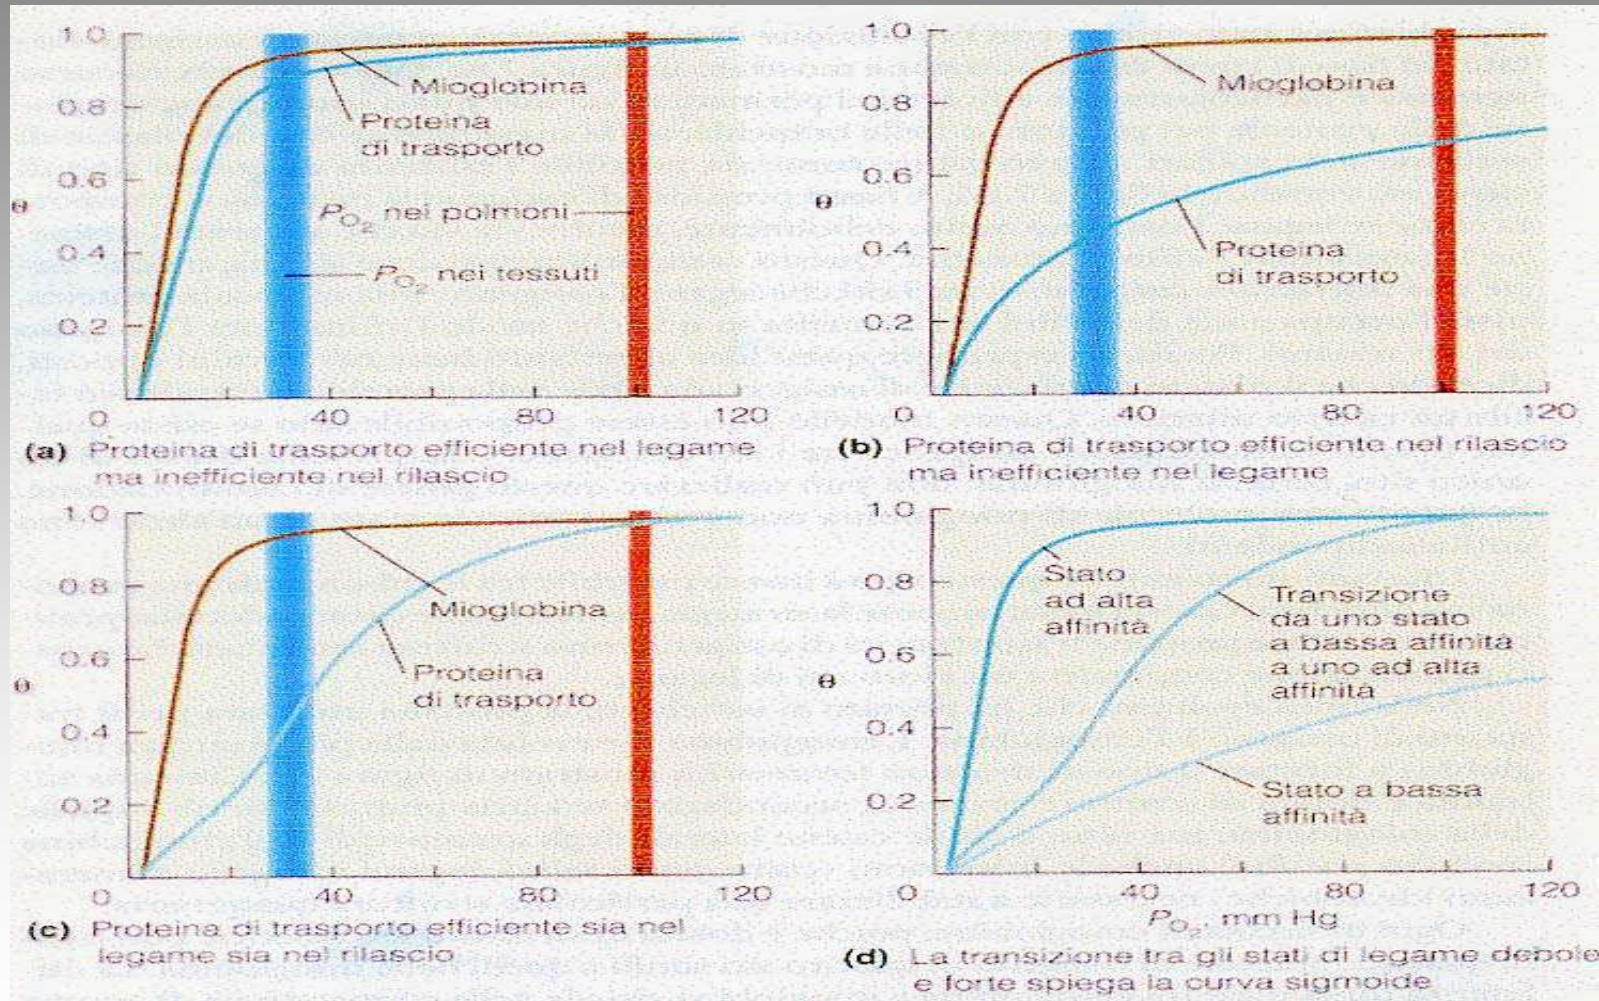 1.0
0.8
0.6
Θ
0.4
0.2
0
40
80
120
Mioglobina
Proteina
di trasporto
PO2 nei polmoni
PO2 nei tessuti
(a) Proteina di trasporto efficiente nel legame
ma inefficiente nel rilascio
1.0
0.8
0.6
Θ
0.4
0.2
0
40
80
120
Mioglobina
Proteina
di trasporto
(b) Proteina di trasporto efficiente nel rilascio
ma inefficiente nel legame
1.0
0.8
0.6
Θ
0.4
0.2
0
40
80
120
Mioglobina
Proteina
di trasporto
(c) Proteina di trasporto efficiente sia nel
legame sia nel rilascio
1.0
0.8
0.6
Θ
0.4
0.2
0
40
80
120
Stato
ad alta
affinità
Transizione
da uno stato
a bassa affinità
a uno ad alta
affinità
Stato a bassa
affinità
PO2, mm Hg
(d) La transizione tra gli stati di legame debole
e forte spiega la curva sigmoide